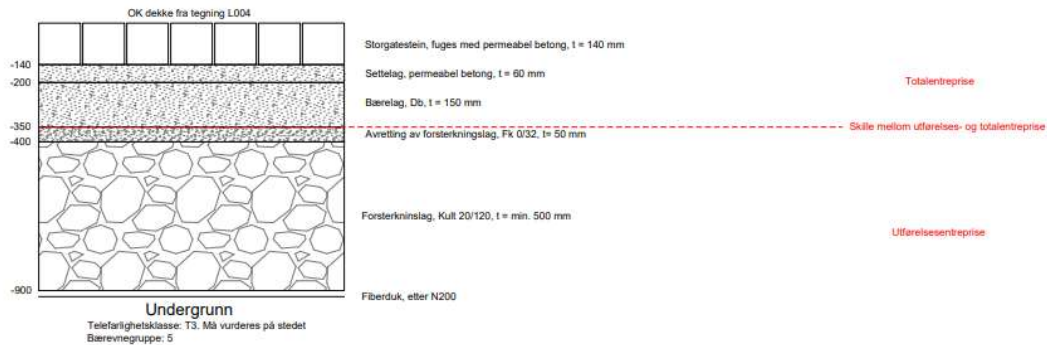 OK dekke fra tegning L004
Storgatestein, fuges med permeabel betong, t = 140 mm
-140
Settelag, permeabel betong, t = 60 mm
Totalentreprise
-200
Bærelag, Db, t = 150 mm
-350
Skille mellom utførelses- og totalentreprise
Avretting av forsterkningslag, Fk 0/32, t= 50 mm
-400
Forsterkninslag, Kult 20/120, t = min. 500 mm
Utførelsesentreprise
-900
Fiberduk, etter N200
Undergrunn
Telefarlighetsklasse: T3. Må vurderes på stedet
Bærevnegruppe: 5